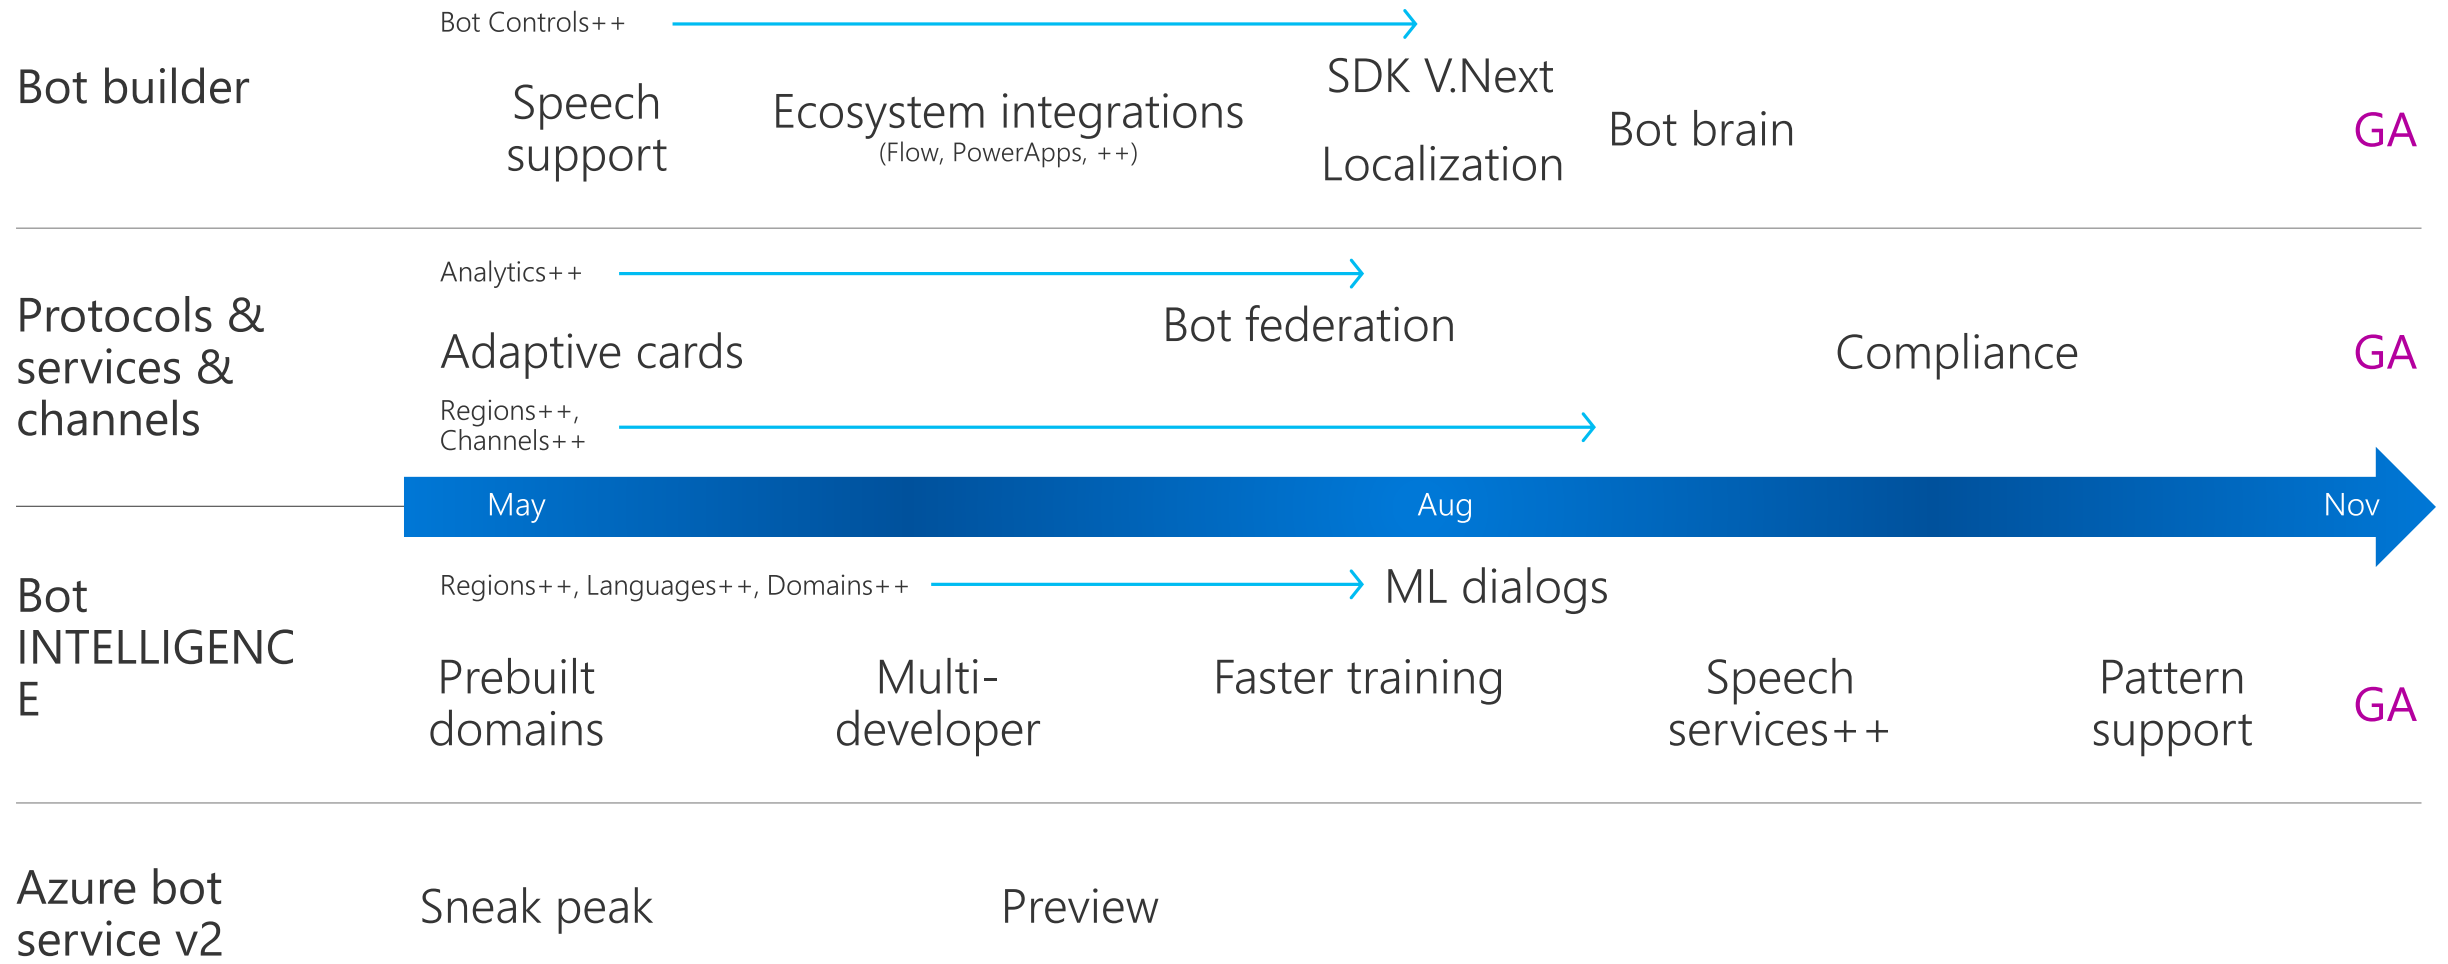 Bot Controls++
Bot builder
Speech
support
Ecosystem integrations
(Flow, PowerApps, ++)
SDK V.Next
Localization
Bot brain
GA
Analytics++
Protocols &
services &
channels
Adaptive cards
Bot federation
Compliance
GA
Regions++,
Channels++
May
Aug
Nov
Regions++, Languages++, Domains++
ML dialogs
Bot
INTELLIGENC
E
Prebuilt
domains
Multi-
developer
Faster training
Speech
services++
Pattern
support
GA
Azure bot
service v2
Sneak peak
Preview